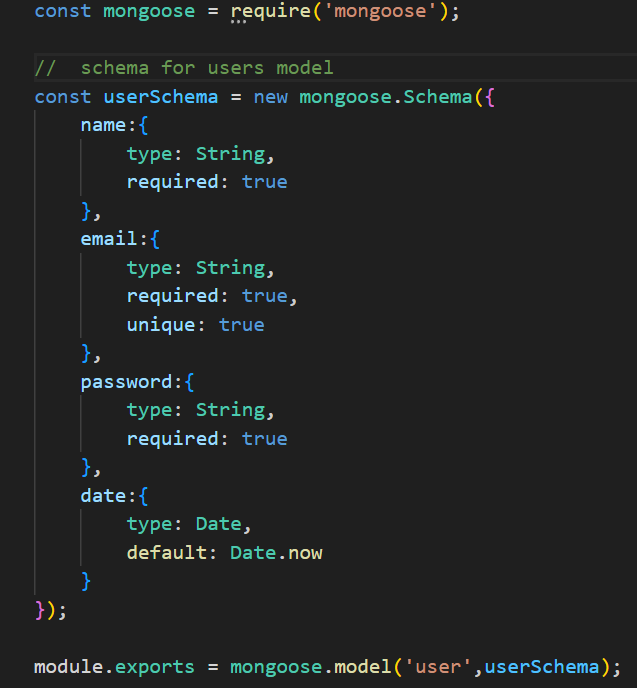 const mongoose = require('mongoose');
//  schema for users model
const userSchema = new mongoose.Schema({
    name:{
        type: String,
        required: true
    },
    email:{
        type: String,
        required: true,
        unique: true
    },
    password:{
        type: String,
        required: true
    },
    date:{
        type: Date,
        default: Date.now
    }
});
module.exports = mongoose.model('user',userSchema);